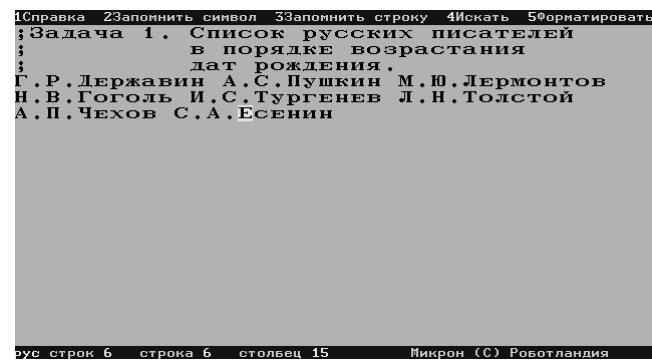 1Справка 2Запомнить символ 3Запомнить строку 4Искать 5Форматировать
;Задача 1. Список русских писателей
; в порядке возрастания
; дат рождения.
Г.Р.Державин А.С.Пушкин М.Ю.Лермонтов
Н.В.Гоголь И.С.Тургенев Л.Н.Толстой
А.П.Чехов С.А.Есенин
рус строк 6 строка 6 столбец 15 Микрон (C) Роботландия